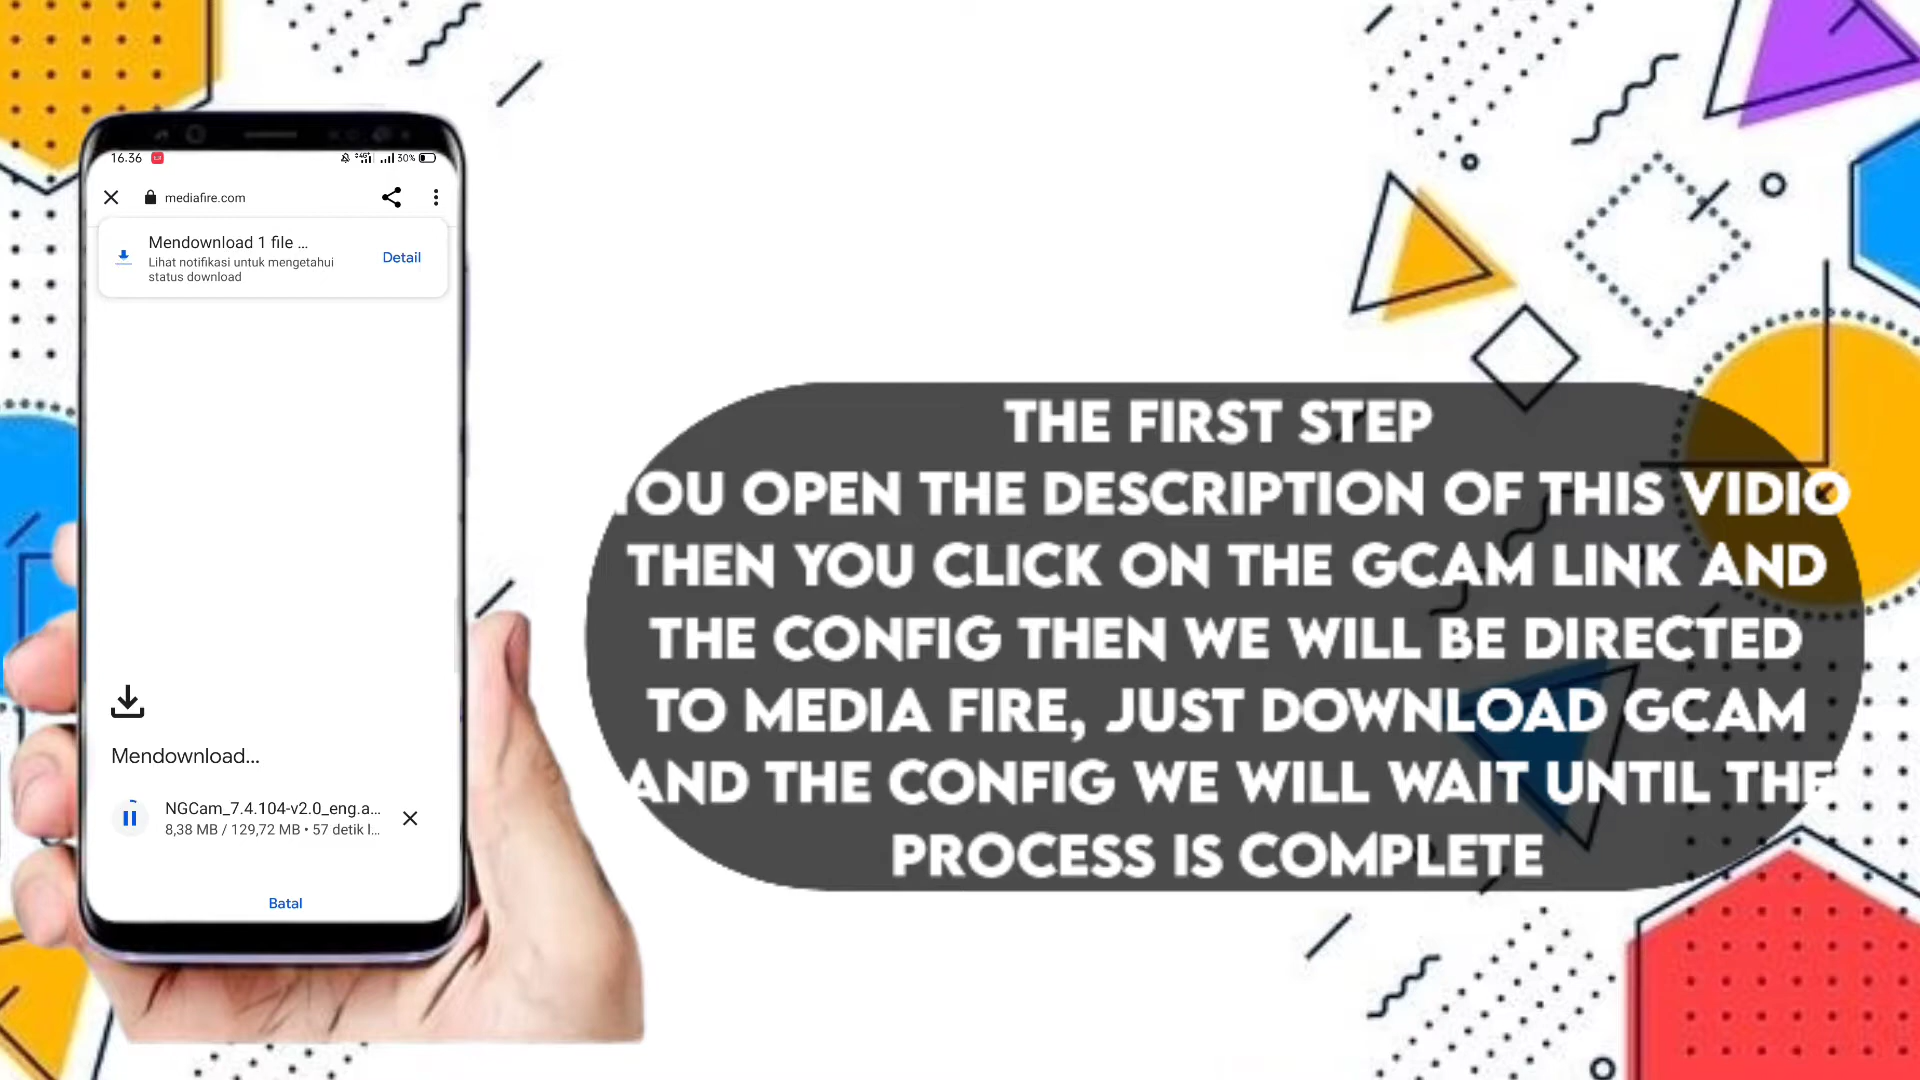 16.36
4G 30%
mediafire.com
Mendownload 1 file ...
Lihat notifikasi untuk mengetahui
status download
Detail
Mendownload...
NGCam_7.4.104-v2.0_eng.a...
8,38 MB / 129,72 MB • 57 detik l...
Batal
THE FIRST STEP
YOU OPEN THE DESCRIPTION OF THIS VIDIO
THEN YOU CLICK ON THE GCAM LINK AND
THE CONFIG THEN WE WILL BE DIRECTED
TO MEDIA FIRE, JUST DOWNLOAD GCAM
AND THE CONFIG WE WILL WAIT UNTIL THE
PROCESS IS COMPLETE